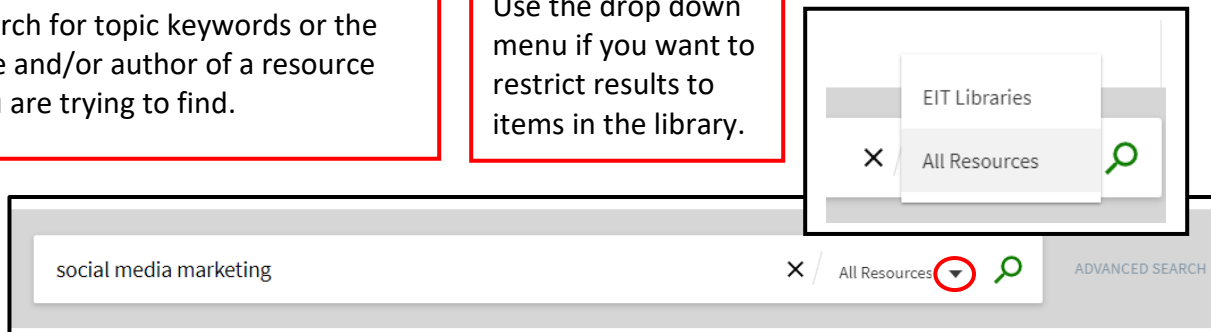 rch for topic keywords or the
e and/or author of a resource
are trying to find.
Use the drop down
menu if you want to
restrict results to
items in the library.
EIT Libraries
All Resources
social media marketing
All Resources
ADVANCED SEARCH